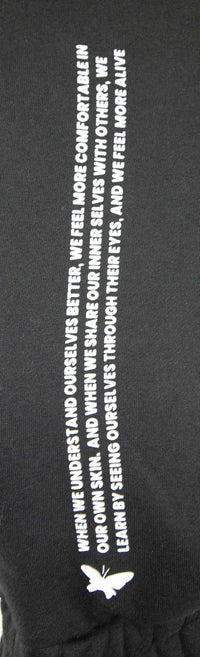 WHEN WE UNDERSTAND OURSELVES BETTER, WE FEEL MORE COMFORTABLE IN
OUR OWN SKIN. AND WHEN WE SHARE OUR INNER SELVES WITH OTHERS, WE
LEARN BY SEEING OURSELVES THROUGH THEIR EYES, AND WE FEEL MORE ALIVE